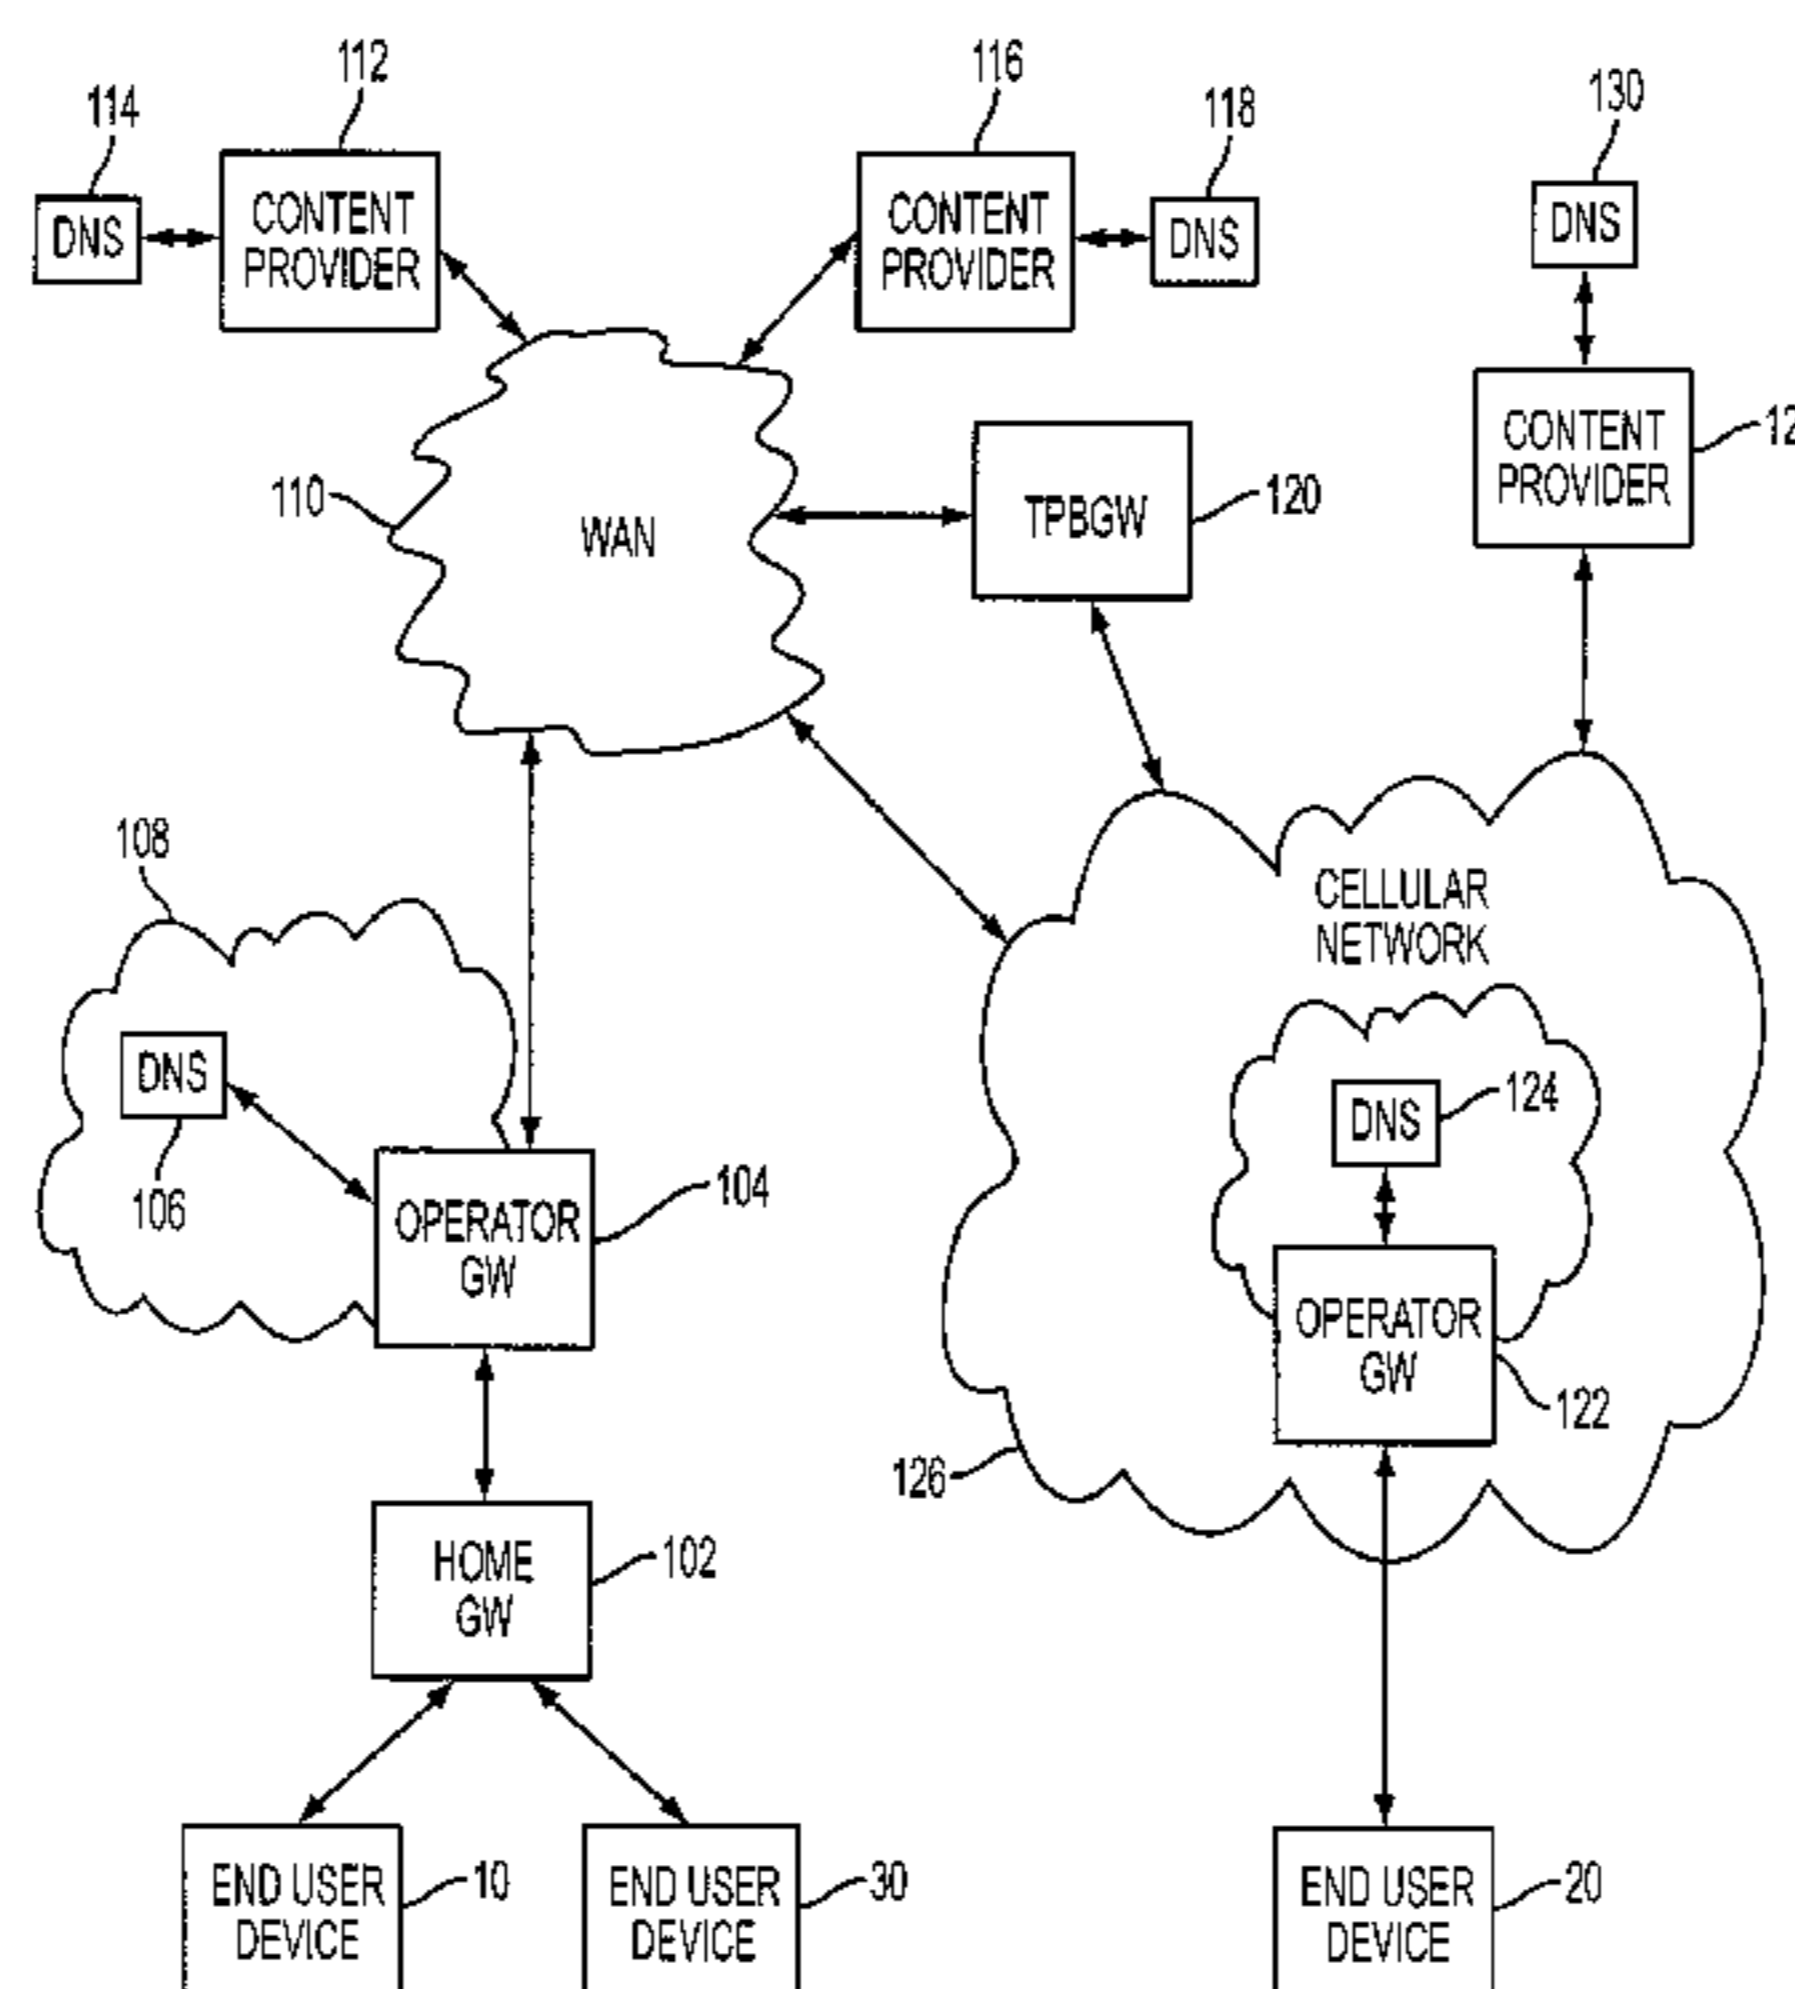 112
116
130
114
118
DNS
CONTENT
PROVIDER
CONTENT
PROVIDER
DNS
DNS
CONTENT
PROVIDER
110
WAN
TPBGW
120
108
CELLULAR
NETWORK
DNS
106
DNS
124
OPERATOR
GW
104
OPERATOR
GW
122
126
HOME
GW
102
END USER
DEVICE
10
END USER
DEVICE
30
END USER
DEVICE
20